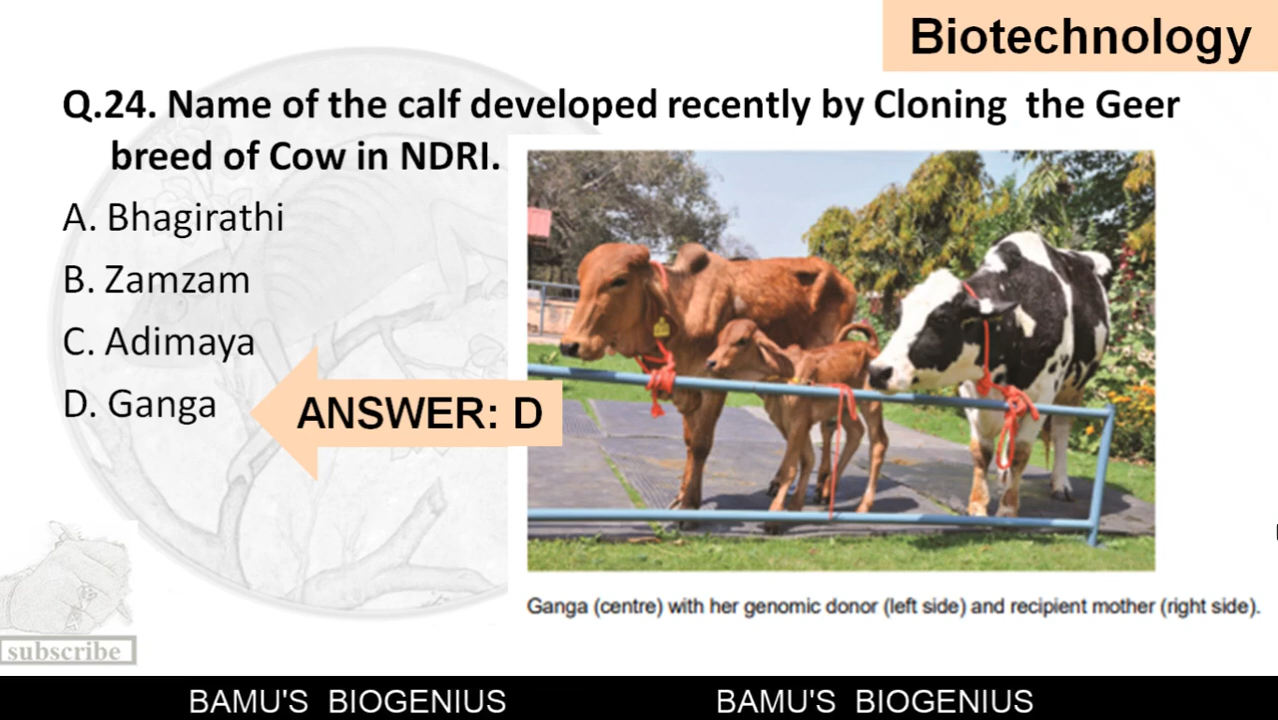 Biotechnology
Q.24. Name of the calf developed recently by Cloning the Geer
breed of Cow in NDRI.
A. Bhagirathi
B. Zamzam
C. Adimaya
D. Ganga
ANSWER: D
Ganga (centre) with her genomic donor (left side) and recipient mother (right side).
subscribe
BAMU'S BIOGENIUS BAMU'S BIOGENIUS